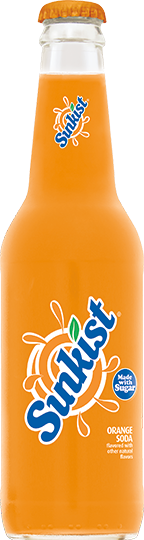 Sunkist
Sunkist®
Made
with
Sugar
ORANGE
SODA
flavored with
other natural
flavors